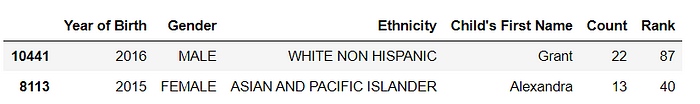 Year of Birth Gender Ethnicity Child's First Name Count Rank
10441 2016 MALE WHITE NON HISPANIC Grant 22 87
8113 2015 FEMALE ASIAN AND PACIFIC ISLANDER Alexandra 13 40